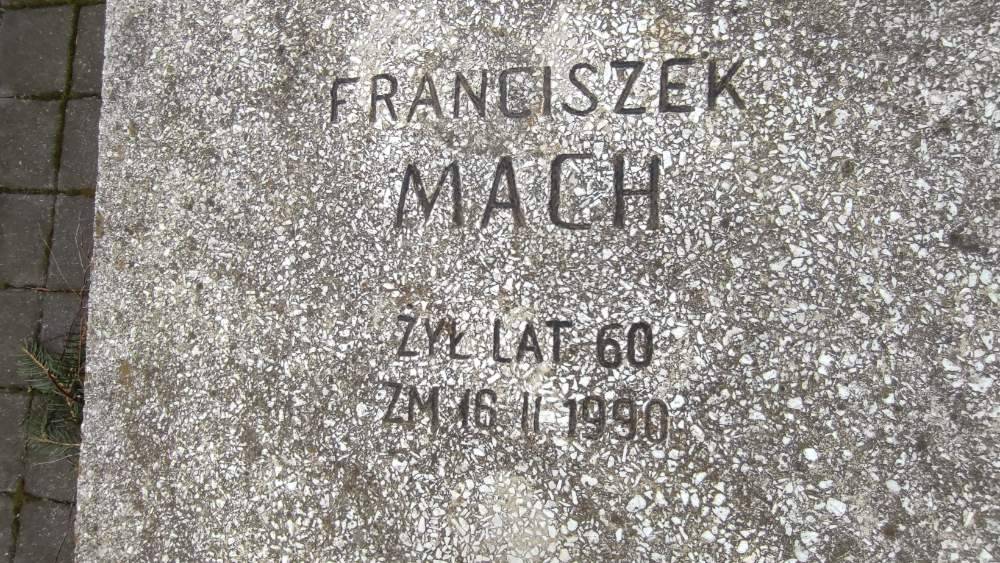 FRANCISZEK
MACH
ŻYŁ LAT 60
ZM 16 II 1990